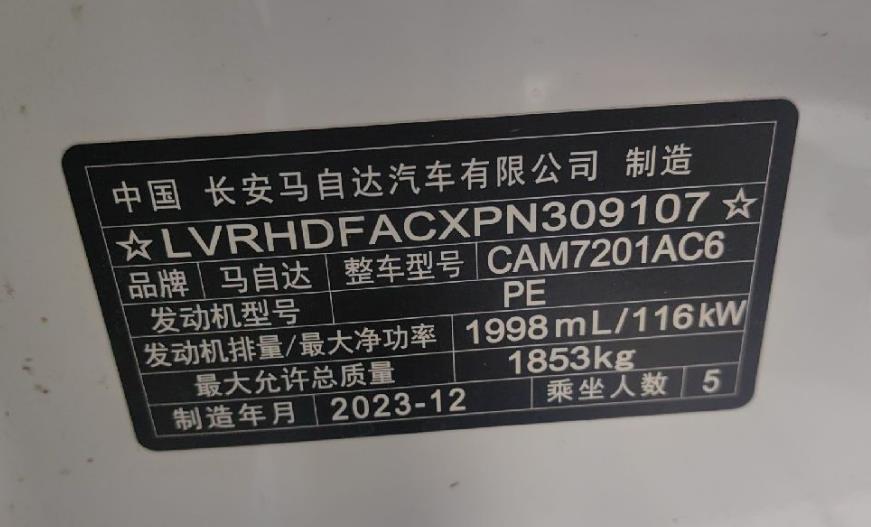 中国 长安马自达汽车有限公司 制造
☆LVRHDFACXPN309107☆
品牌 马自达 整车型号 CAM7201AC6
发动机型号 PE
发动机排量/最大净功率 1998mL/116kW
最大允许总质量 1853kg
制造年月 2023-12 乘坐人数 5